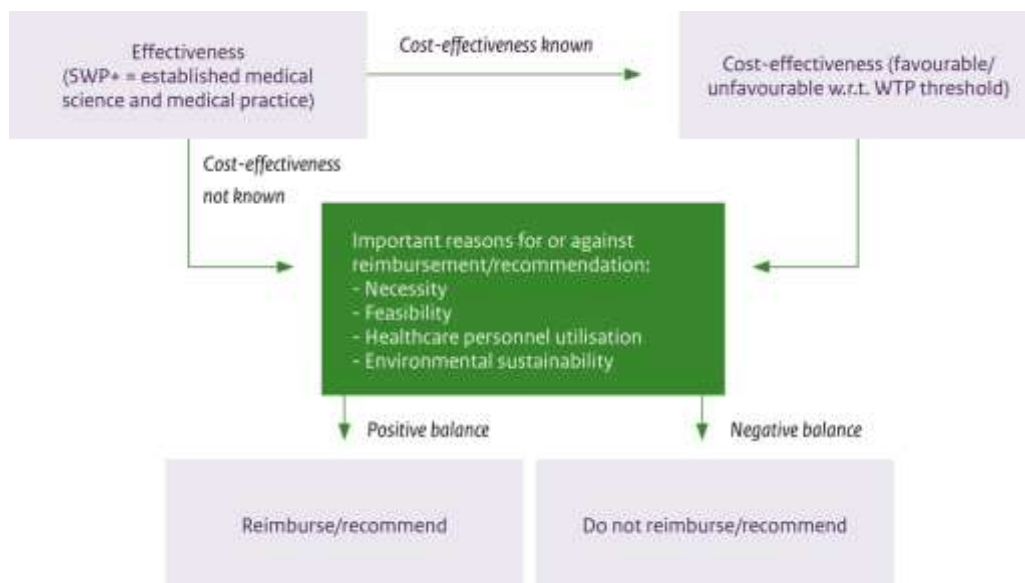 Effectiveness
(SWP+ = established medical
science and medical practice)
Cost-effectiveness known
Cost-effectiveness (favourable/
unfavourable w.r.t. WTP threshold)
Cost-effectiveness
not known
Important reasons for or against
reimbursement/recommendation:
- Necessity
- Feasibility
- Healthcare personnel utilisation
- Environmental sustainability
Positive balance
Negative balance
Reimburse/recommend
Do not reimburse/recommend